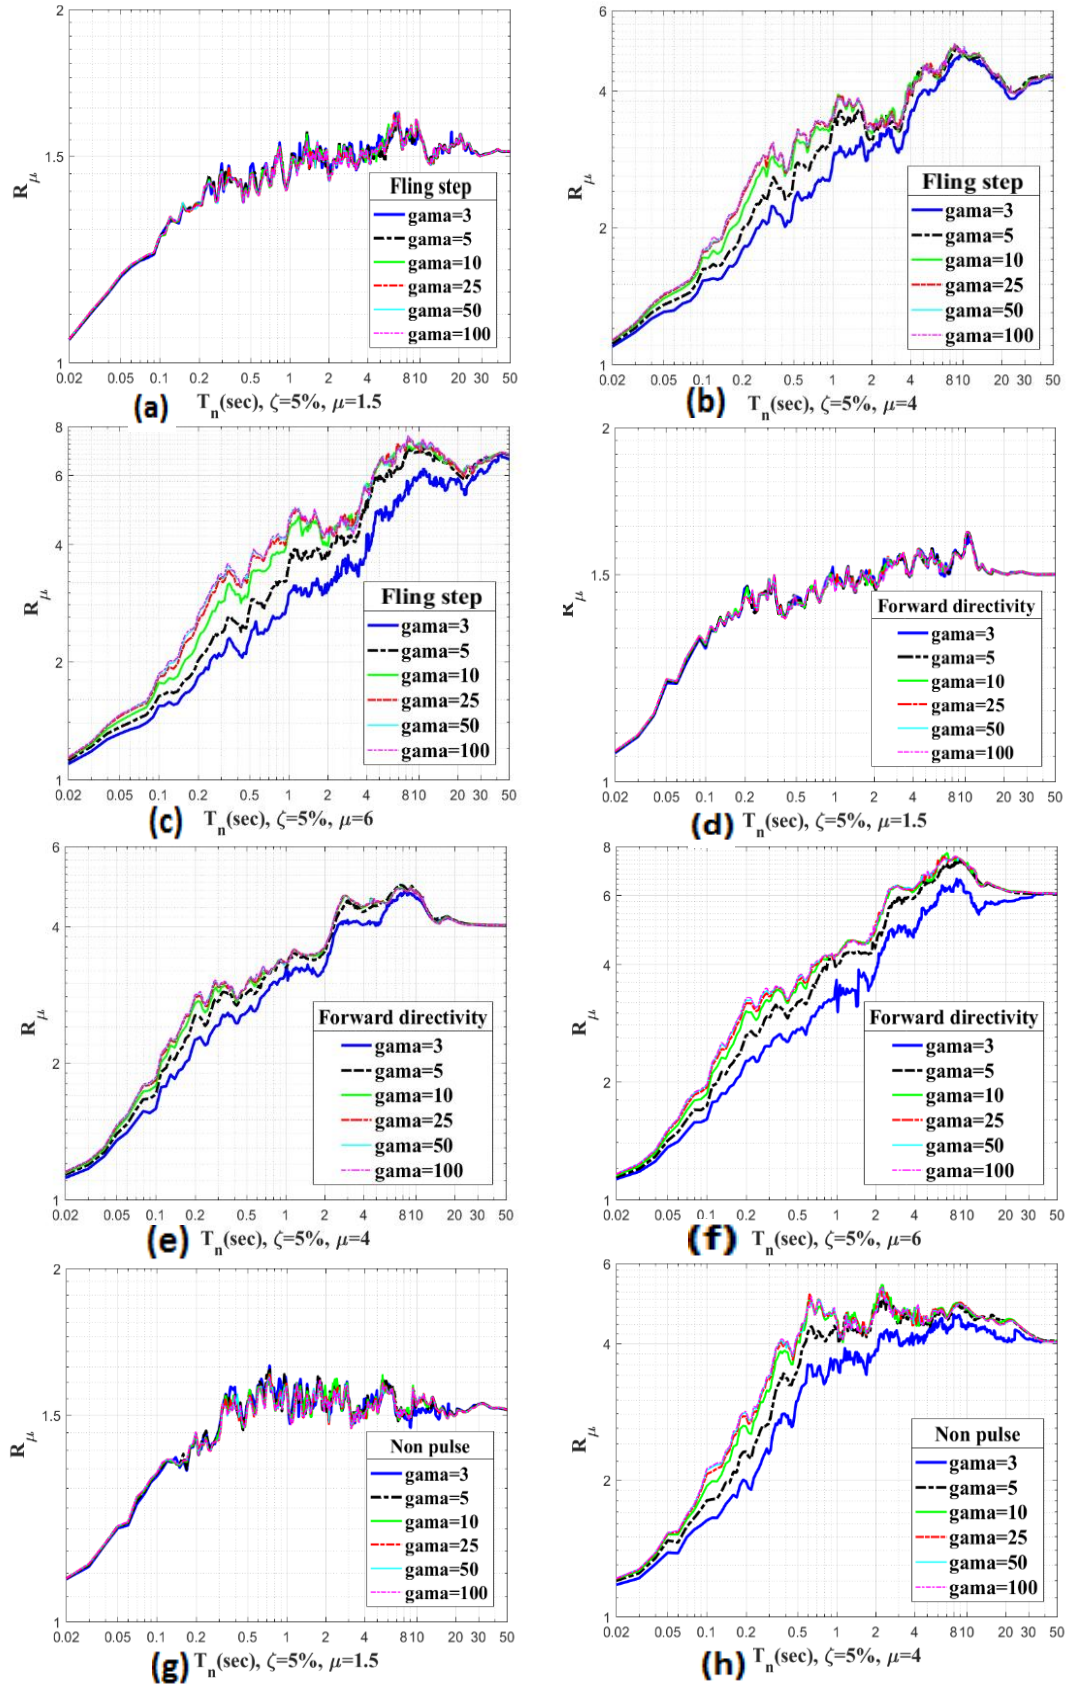 2
1.5
1
R_μ
Fling step
gama=3
gama=5
gama=10
gama=25
gama=50
gama=100
0.02 0.05 0.1 0.2 0.5 1 2 4 810 20 30 50
(a) T_n(sec), ζ=5%, μ=1.5
6
4
2
1
R_μ
Fling step
gama=3
gama=5
gama=10
gama=25
gama=50
gama=100
0.02 0.05 0.1 0.2 0.5 1 2 4 810 20 30 50
(b) T_n(sec), ζ=5%, μ=4
8
6
4
2
1
R_μ
Fling step
gama=3
gama=5
gama=10
gama=25
gama=50
gama=100
0.02 0.05 0.1 0.2 0.5 1 2 4 810 20 30 50
(c) T_n(sec), ζ=5%, μ=6
2
1.5
1
R_μ
Forward directivity
gama=3
gama=5
gama=10
gama=25
gama=50
gama=100
0.02 0.05 0.1 0.2 0.5 1 2 4 810 20 30 50
(d) T_n(sec), ζ=5%, μ=1.5
6
4
2
1
R_μ
Forward directivity
gama=3
gama=5
gama=10
gama=25
gama=50
gama=100
0.02 0.05 0.1 0.2 0.5 1 2 4 810 20 30 50
(e) T_n(sec), ζ=5%, μ=4
8
6
4
2
1
R_μ
Forward directivity
gama=3
gama=5
gama=10
gama=25
gama=50
gama=100
0.02 0.05 0.1 0.2 0.5 1 2 4 810 20 30 50
(f) T_n(sec), ζ=5%, μ=6
2
1.5
1
R_μ
Non pulse
gama=3
gama=5
gama=10
gama=25
gama=50
gama=100
0.02 0.05 0.1 0.2 0.5 1 2 4 810 20 30 50
(g) T_n(sec), ζ=5%, μ=1.5
6
4
2
1
R_μ
Non pulse
gama=3
gama=5
gama=10
gama=25
gama=50
gama=100
0.02 0.05 0.1 0.2 0.5 1 2 4 810 20 30 50
(h) T_n(sec), ζ=5%, μ=4